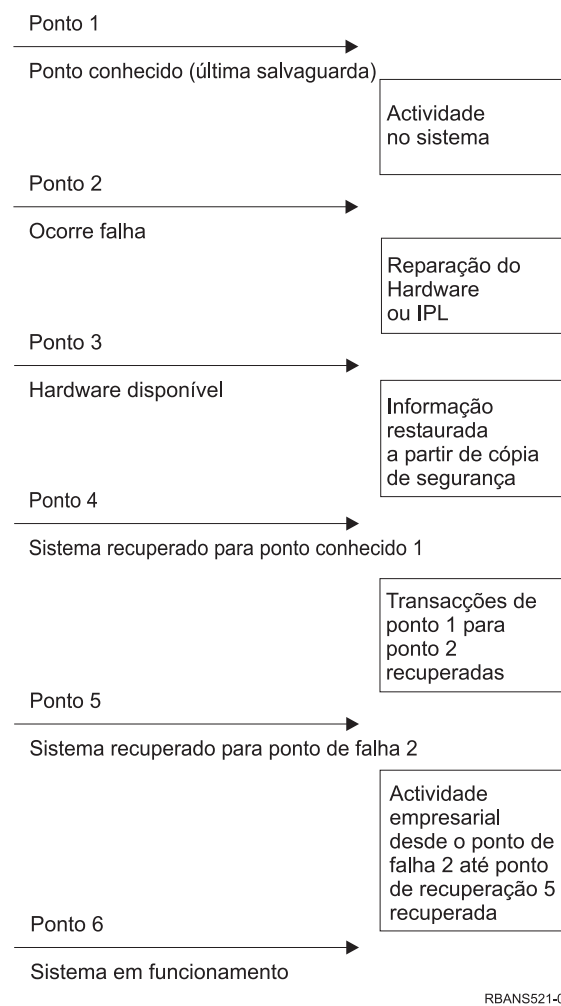 Ponto 1
Ponto conhecido (última salvaguarda)
Actividade
no sistema
Ponto 2
Ocorre falha
Reparação do
Hardware
ou IPL
Ponto 3
Hardware disponível
Informação
restaurada
a partir de cópia
de segurança
Ponto 4
Sistema recuperado para ponto conhecido 1
Transacções de
ponto 1 para
ponto 2
recuperadas
Ponto 5
Sistema recuperado para ponto de falha 2
Actividade
empresarial
desde o ponto de
falha 2 até ponto
de recuperação 5
recuperada
Ponto 6
Sistema em funcionamento
RBANS521-0